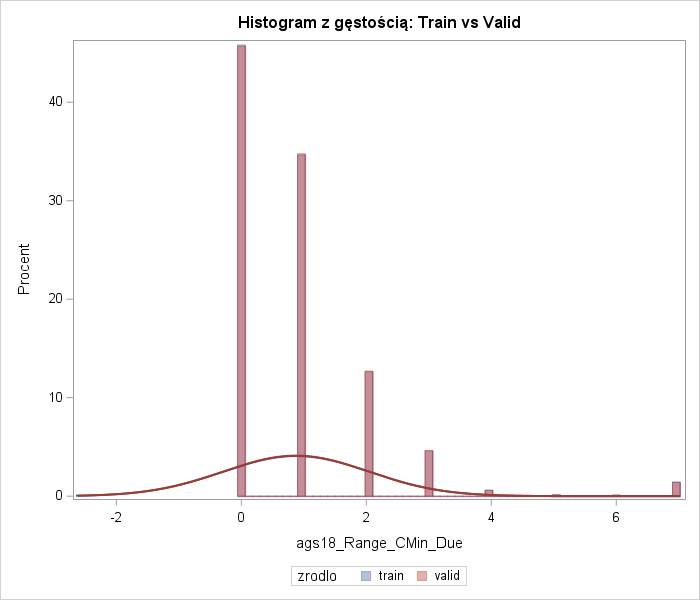 Histogram z gęstością: Train vs Valid
Procent
40
30
20
10
0
-2
0
2
4
6
ags18_Range_CMin_Due
zrodlo train valid